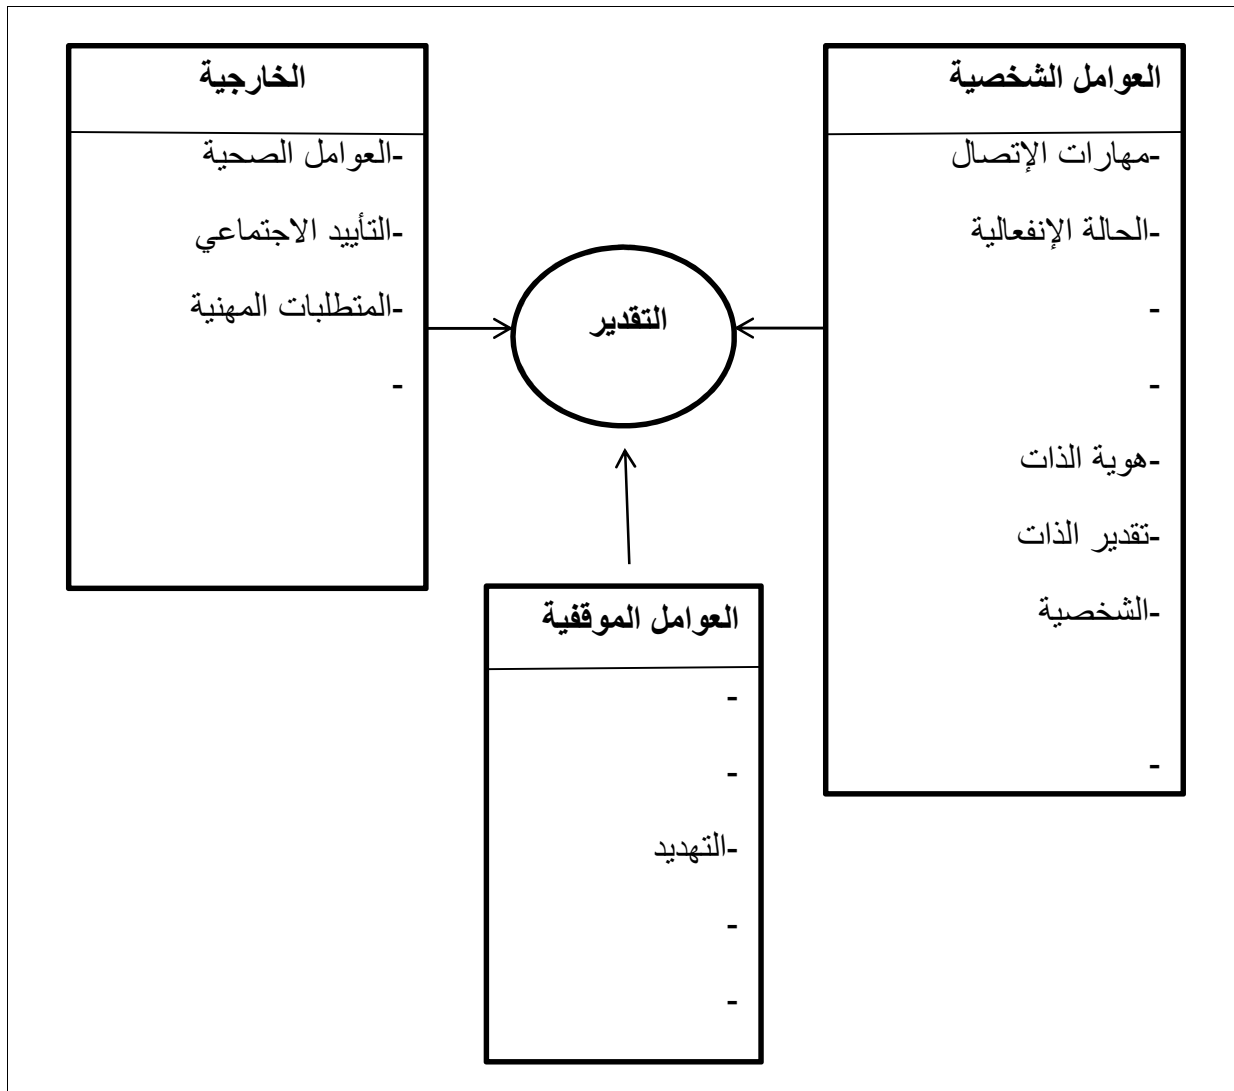 العوامل الشخصية
-مهارات الإتصال
-الحالة الإنفعالية
-
-
-هوية الذات
-تقدير الذات
-الشخصية
-
التقدير
الخارجية
-العوامل الصحية
-التأييد الاجتماعي
-المتطلبات المهنية
-
العوامل الموقفية
-
-
-التهديد
-
-